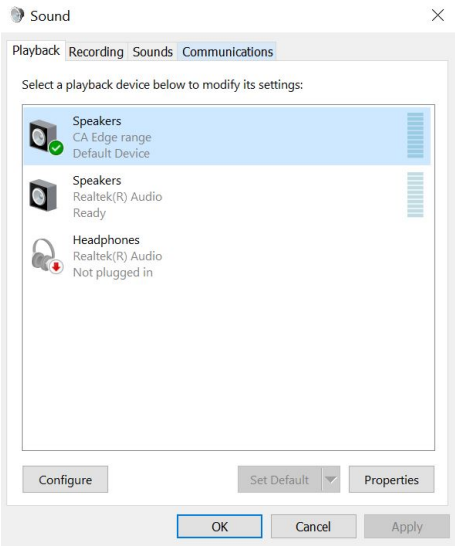 Sound
Playback Recording Sounds Communications
Select a playback device below to modify its settings:
Speakers
CA Edge range
Default Device
Speakers
Realtek(R) Audio
Ready
Headphones
Realtek(R) Audio
Not plugged in
Configure Set Default Properties
OK Cancel Apply